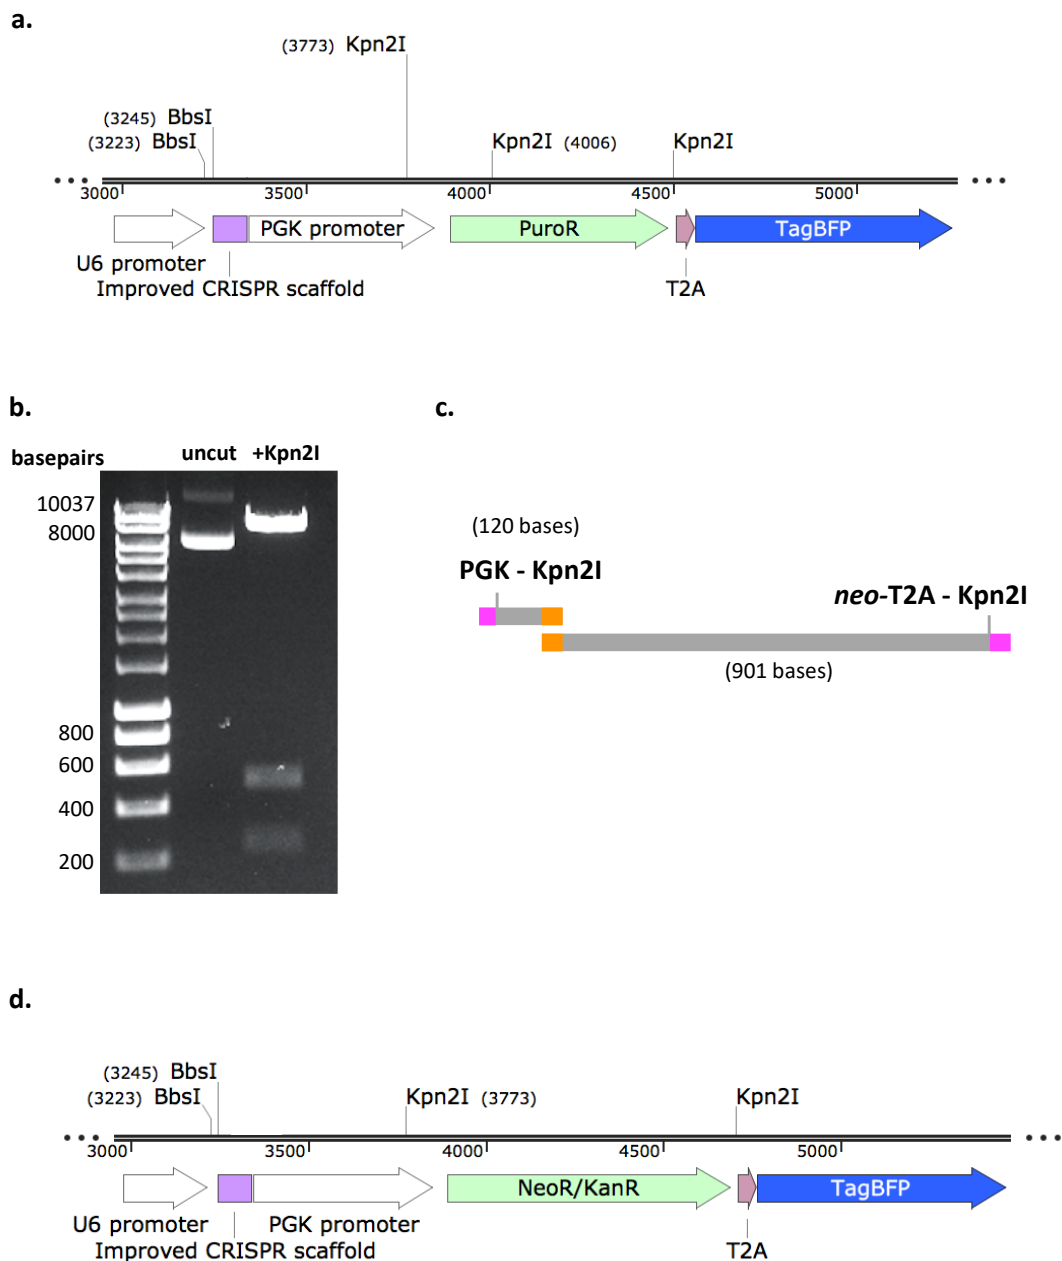 a.
(3773) Kpn2I
(3245) BbsI
(3223) BbsI
Kpn2I (4006)
Kpn2I
3000 3500 4000 4500 5000
PGK promoter
PuroR
TagBFP
U6 promoter
Improved CRISPR scaffold
T2A
b.
basepairs
uncut
+Kpn2I
10037
8000
800
600
400
200
c.
(120 bases)
PGK - Kpn2I
neo-T2A - Kpn2I
(901 bases)
d.
(3245) BbsI
(3223) BbsI
Kpn2I (3773)
Kpn2I
3000 3500 4000 4500 5000
NeoR/KanR
TagBFP
U6 promoter
PGK promoter
Improved CRISPR scaffold
T2A